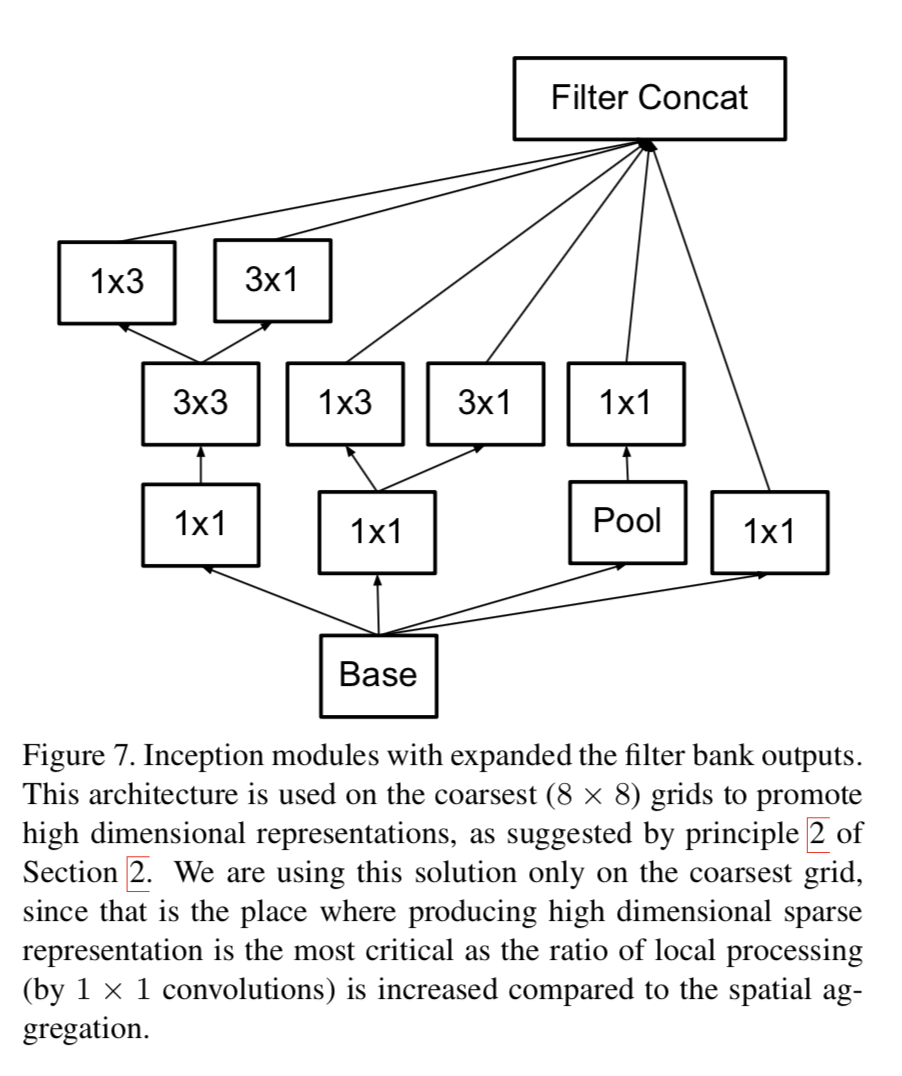 Filter Concat
1x3
3x1
3x3
1x3
3x1
1x1
1x1
1x1
Pool
1x1
Base
Figure 7. Inception modules with expanded the filter bank outputs.
This architecture is used on the coarsest (8 × 8) grids to promote
high dimensional representations, as suggested by principle 2 of
Section 2. We are using this solution only on the coarsest grid,
since that is the place where producing high dimensional sparse
representation is the most critical as the ratio of local processing
(by 1 × 1 convolutions) is increased compared to the spatial ag-
gregation.